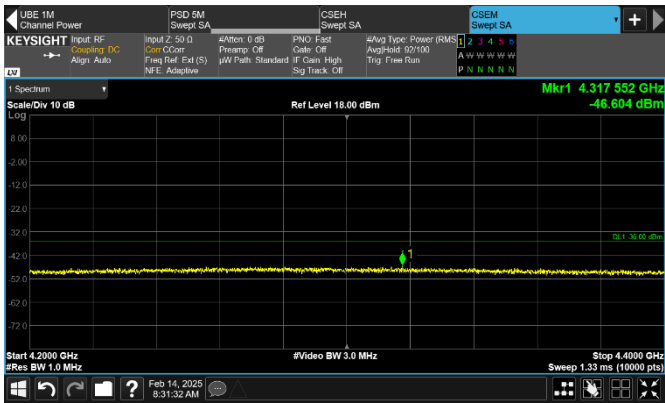 UBE 1M
Channel Power
PSD 5M
Swept SA
CSEH
Swept SA
CSEM
Swept SA
KEYSIGHT
Input: RF
Coupling: DC
Align: Auto
Input Z: 50 Ω
Corr CCorr
Freq Ref: Ext (S)
NFE: Adaptive
#Atten: 0 dB
Preamp: Off
µW Path: Standard
PNO: Fast
Gate: Off
IF Gain: High
Sig Track: Off
#Avg Type: Power (RMS
Avg|Hold: 92/100
Trig: Free Run
1 2 3 4 5 6
A W W W W W W
P N N N N N N
LXI
1 Spectrum
Scale/Div 10 dB
Log
Ref Level 18.00 dBm
Mkr1 4.317 552 GHz
-46.604 dBm
8.00
-2.00
-12.0
-22.0
-32.0
-42.0
-52.0
-62.0
-72.0
DL1 -36.00 dBm
1
Start 4.2000 GHz
#Res BW 1.0 MHz
#Video BW 3.0 MHz
Stop 4.4000 GHz
Sweep 1.33 ms (10000 pts)
Feb 14, 2025
8:31:32 AM